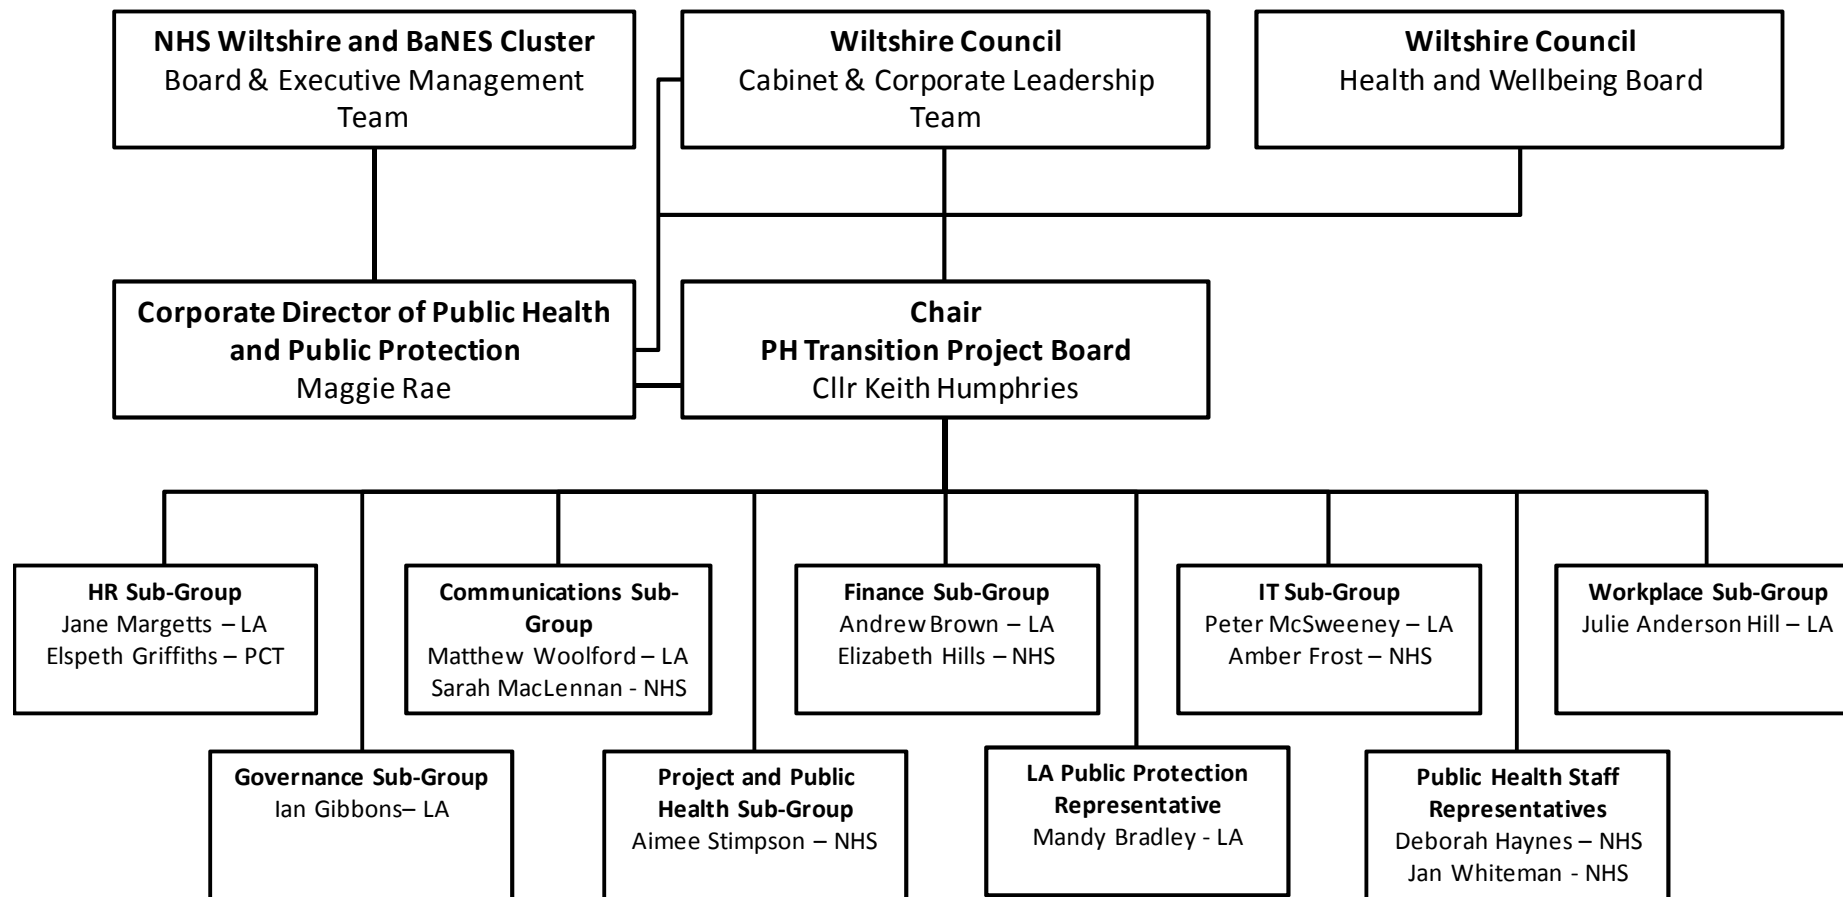 NHS Wiltshire and BaNES Cluster
Board & Executive Management
Team
Wiltshire Council
Cabinet & Corporate Leadership
Team
Wiltshire Council
Health and Wellbeing Board
Corporate Director of Public Health
and Public Protection
Maggie Rae
Chair
PH Transition Project Board
Cllr Keith Humphries
HR Sub-Group
Jane Margetts – LA
Elspeth Griffiths – PCT
Communications Sub-
Group
Matthew Woolford – LA
Sarah MacLennan - NHS
Finance Sub-Group
Andrew Brown – LA
Elizabeth Hills – NHS
IT Sub-Group
Peter McSweeney – LA
Amber Frost – NHS
Workplace Sub-Group
Julie Anderson Hill – LA
Governance Sub-Group
Ian Gibbons– LA
Project and Public
Health Sub-Group
Aimee Stimpson – NHS
LA Public Protection
Representative
Mandy Bradley - LA
Public Health Staff
Representatives
Deborah Haynes – NHS
Jan Whiteman - NHS